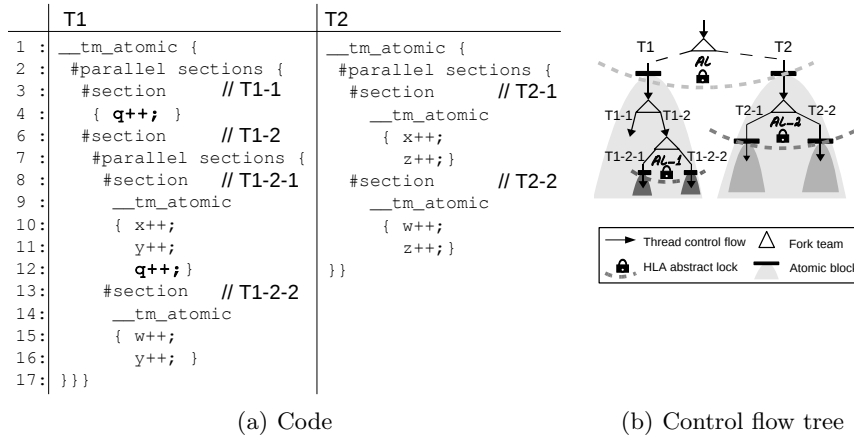 T1 T2
1 : __tm_atomic { __tm_atomic {
2 : #parallel sections { #parallel sections {
3 : #section // T1-1 #section // T2-1
4 : { q++; } __tm_atomic
6 : #section // T1-2 { x++;
7 : #parallel sections { z++;}
8 : #section // T1-2-1 #section // T2-2
9 : __tm_atomic __tm_atomic
10: { x++; { w++;
11: y++; z++;}
12: q++;} }}
13: #section // T1-2-2
14: __tm_atomic
15: { w++;
16: y++; }
17: }}}
(a) Code
T1 T2
AL
T1-1 T1-2 T2-1 T2-2
AL-2
T1-2-1 AL-1 T1-2-2
Thread control flow Fork team
HLA abstract lock Atomic block
(b) Control flow tree